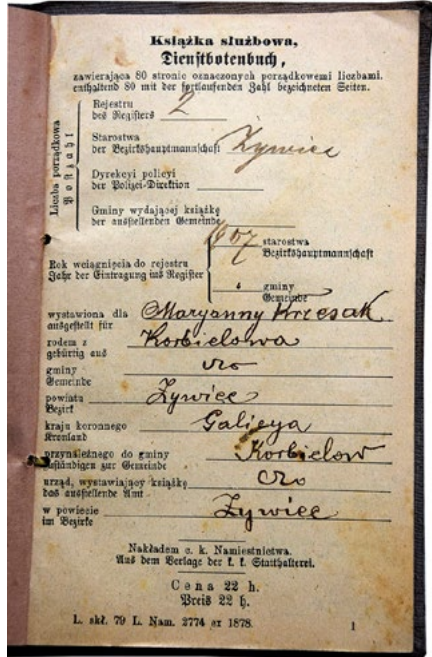 Książka służbowa,
Dienstbotenbuch,
zawierająca 80 stronic oznaczonych porządkowemi liczbami.
enthaltend 80 mit der fortlaufenden Zahl bezeichneten Seiten.
Liczba porządkowa
Postzahl
Rejestru
des Registers 2
Starostwa
der Bezirkshauptmannschaft Żywiec
Dyrekcyi policyi
der Polizei-Direktion
Gminy wydającej książkę
der ausstellenden Gemeinde
Rok wciągnięcia do rejestru
Jahr der Eintragung ins Register
starostwa
Bezirkshauptmannschaft
gminy
Gemeinde
wystawiona dla Maryanny Krzesak
ausgestellt für
rodem z Korbielowa
gebürtig aus
gminy
Gemeinde
powiatu Żywiec
Bezirk
kraju koronnego Galicya
Kronland
przynależnego do gminy Korbielow
zuständigen zur Gemeinde
urząd, wystawiający książkę
das ausstellende Amt
w powiecie Żywiec
im Bezirke
Nakładem c. k. Namiestnictwa.
Aus dem Verlage der k. k. Statthalterei.
Cena 22 h.
Preis 22 h.
L. skł. 79 L. Nam. 2774 ex 1878.
1